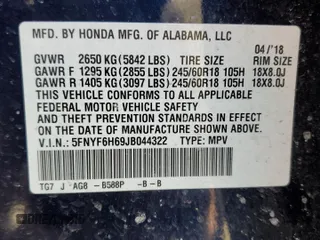 MFD. BY HONDA MFG. OF ALABAMA, LLC
04/'18
GVWR 2650 KG (5842 LBS) TIRE SIZE RIM SIZE
GAWR F 1295 KG (2855 LBS) 245/60R18 105H 18X8.0J
GAWR R 1405 KG (3097 LBS) 245/60R18 105H 18X8.0J
THIS VEHICLE CONFORMS TO ALL APPLICABLE
FEDERAL MOTOR VEHICLE SAFETY STANDARDS IN
EFFECT ON THE DATE OF MANUFACTURE SHOWN ABOVE.
V.I.N.: 5FNYF6H69JB044322 TYPE: MPV
TG7 J AG8 - B588P -B-B